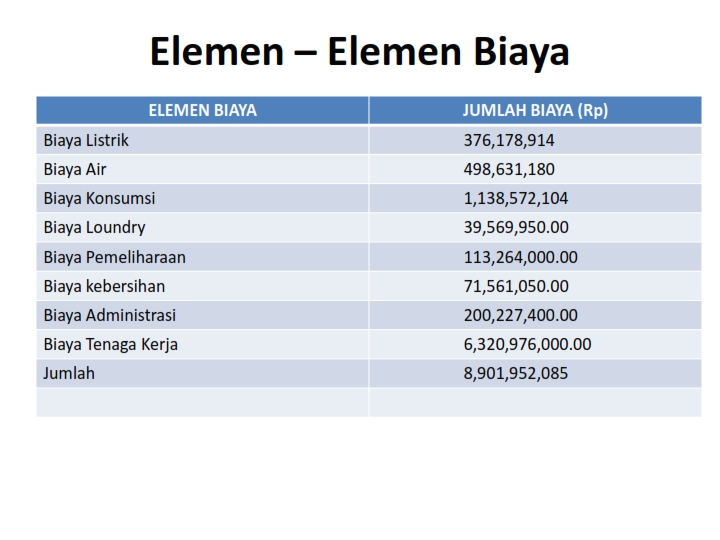 Elemen – Elemen Biaya
ELEMEN BIAYA JUMLAH BIAYA (Rp)
Biaya Listrik 376,178,914
Biaya Air 498,631,180
Biaya Konsumsi 1,138,572,104
Biaya Loundry 39,569,950.00
Biaya Pemeliharaan 113,264,000.00
Biaya kebersihan 71,561,050.00
Biaya Administrasi 200,227,400.00
Biaya Tenaga Kerja 6,320,976,000.00
Jumlah 8,901,952,085